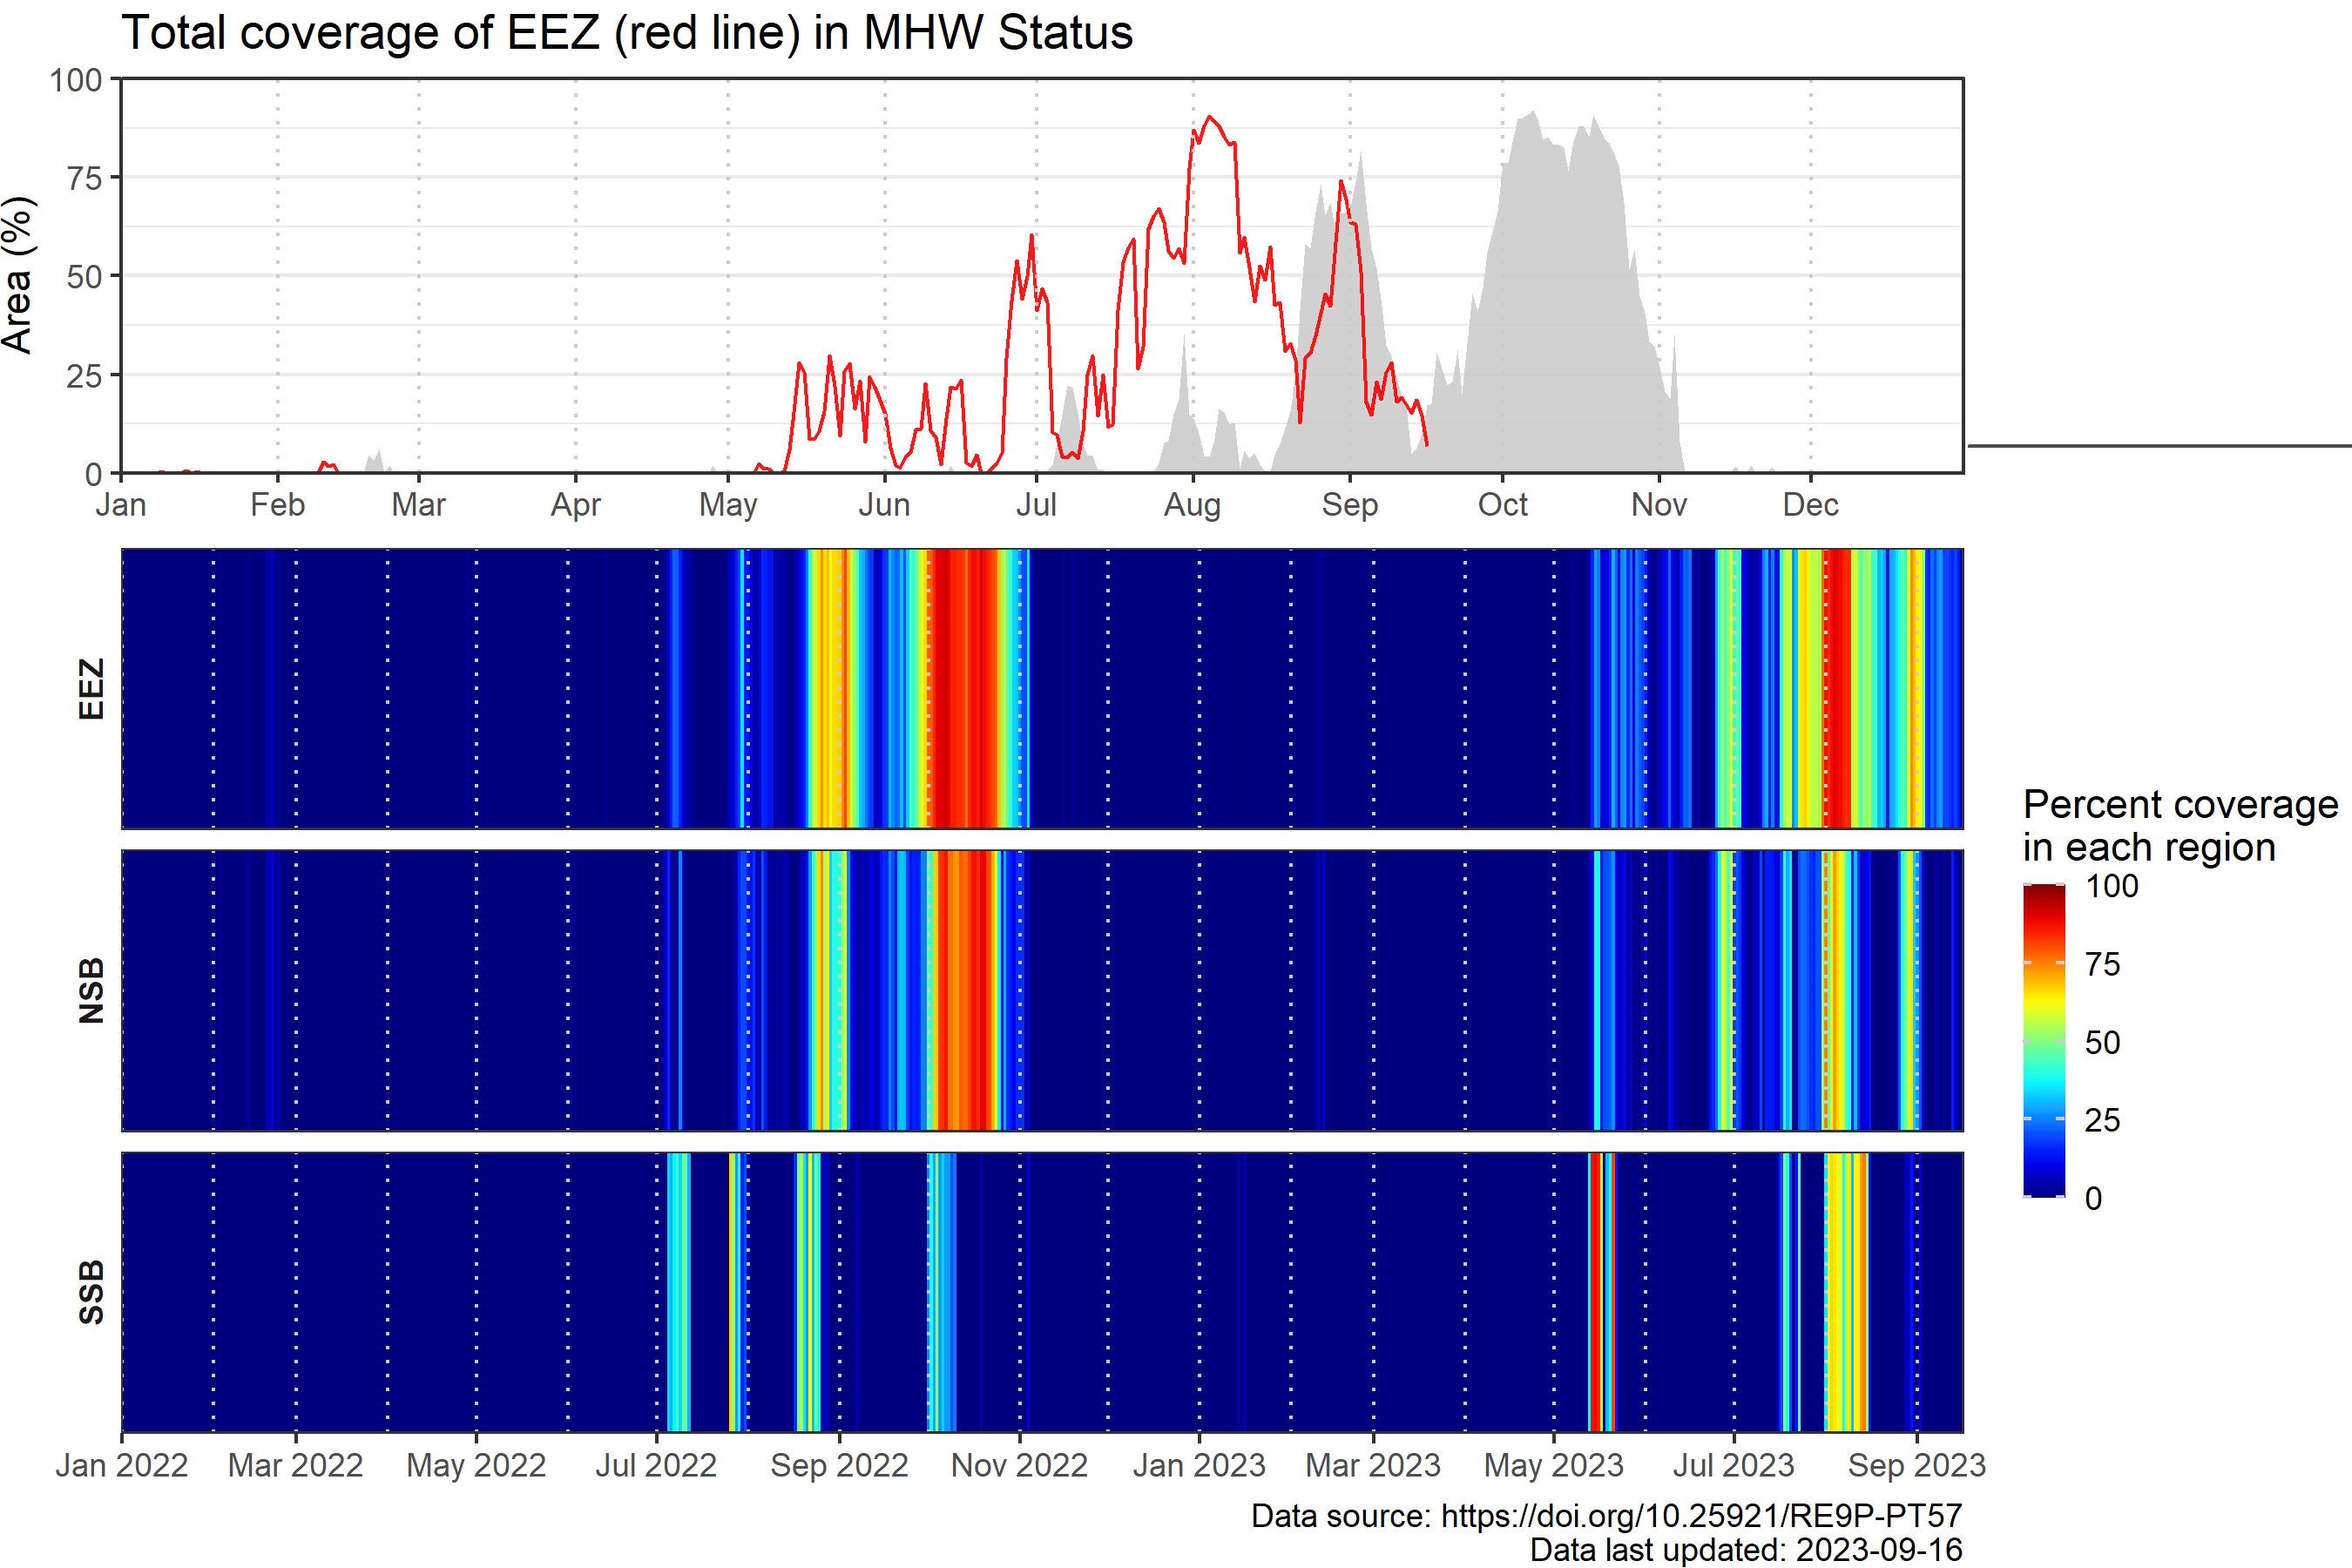 Total coverage of EEZ (red line) in MHW Status
Area (%)
100
75
50
25
0
Jan Feb Mar Apr May Jun Jul Aug Sep Oct Nov Dec
EEZ
NSB
SSB
Percent coverage
in each region
100
75
50
25
0
Jan 2022 Mar 2022 May 2022 Jul 2022 Sep 2022 Nov 2022 Jan 2023 Mar 2023 May 2023 Jul 2023 Sep 2023
Data source: https://doi.org/10.25921/RE9P-PT57
Data last updated: 2023-09-16